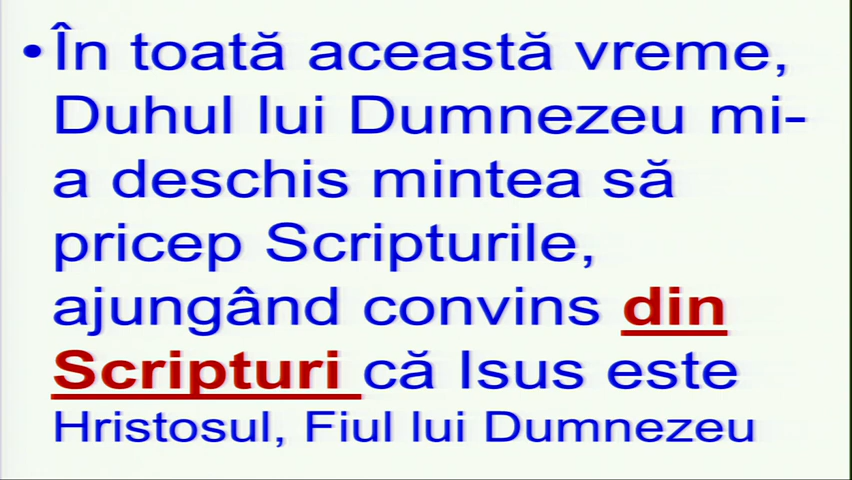 • În toată această vreme,
Duhul lui Dumnezeu mi-
a deschis mintea să
pricep Scripturile,
ajungând convins din
Scripturi că Isus este
Hristosul, Fiul lui Dumnezeu